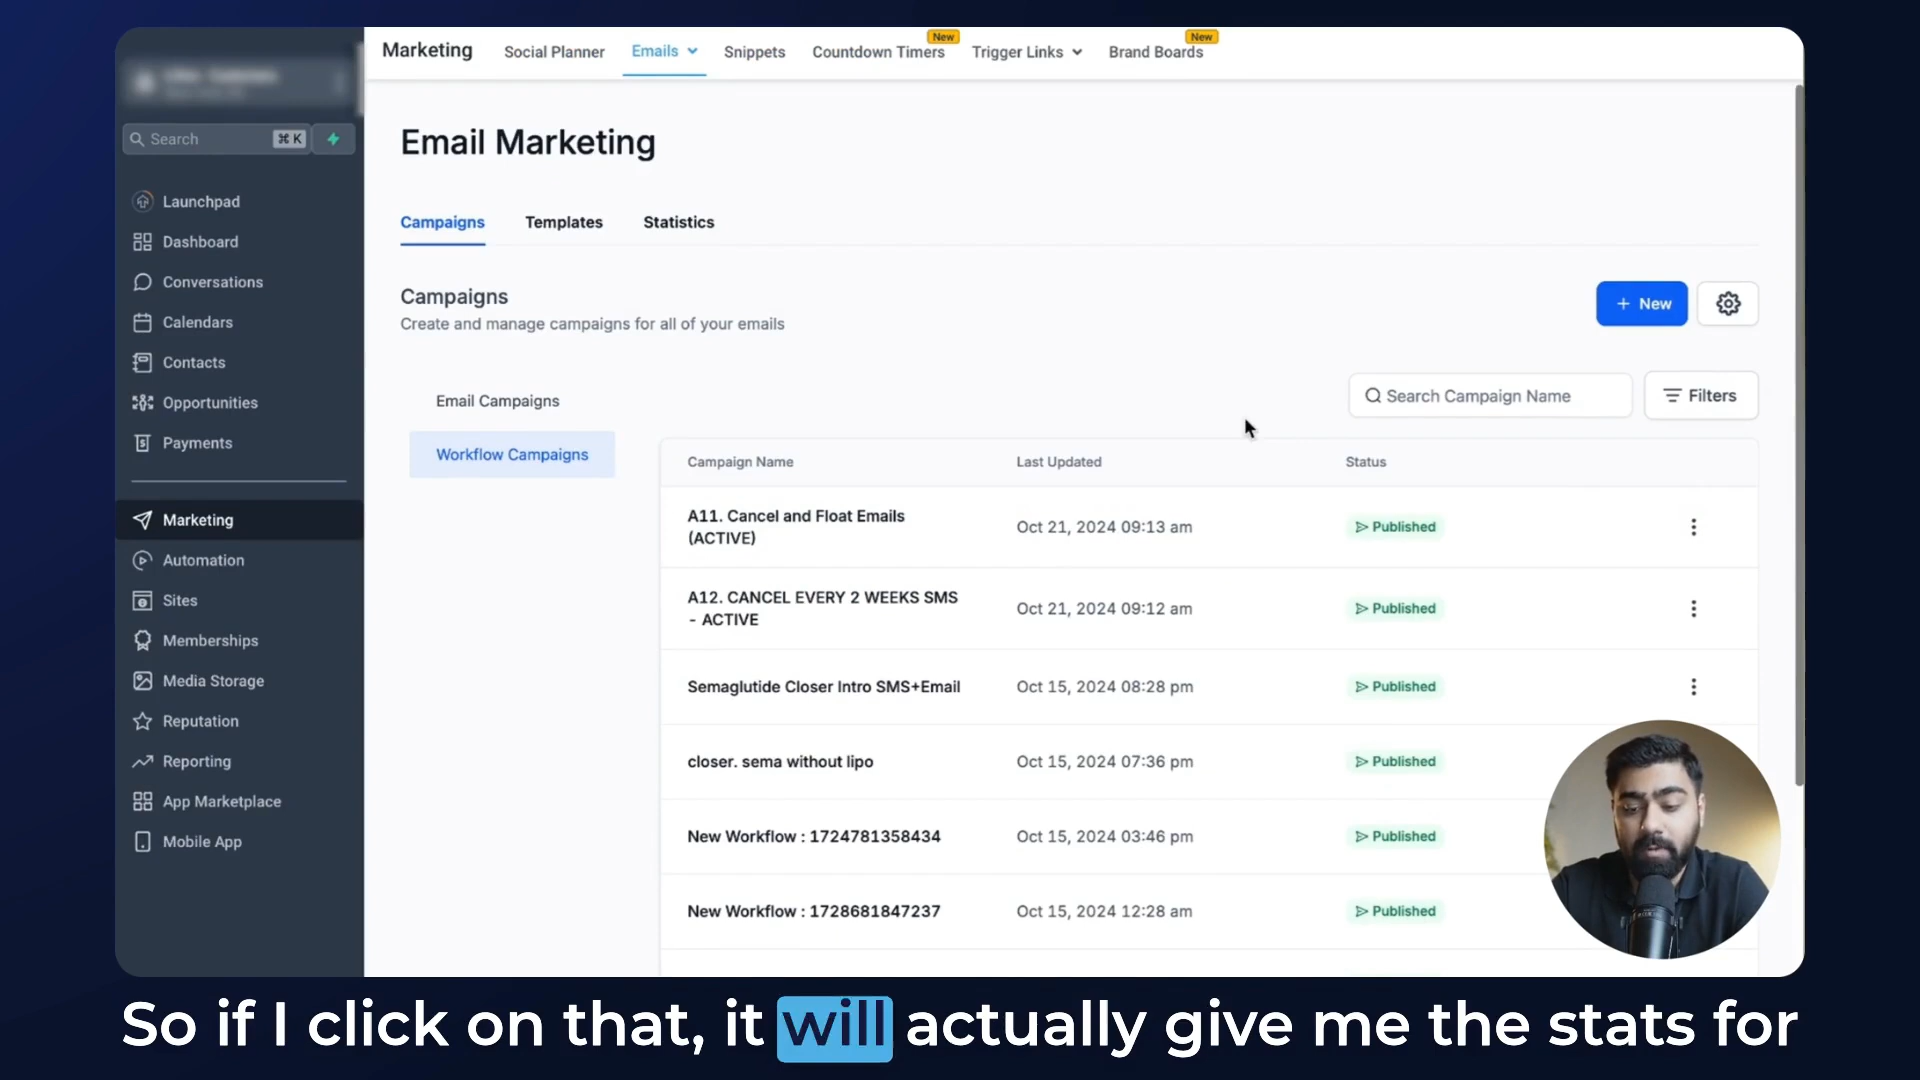 Marketing
Social Planner
Emails
Snippets
Countdown Timers
New
Trigger Links
Brand Boards
New
Search
⌘ K
Launchpad
Dashboard
Conversations
Calendars
Contacts
Opportunities
Payments
Marketing
Automation
Sites
Memberships
Media Storage
Reputation
Reporting
App Marketplace
Mobile App
Email Marketing
Campaigns Templates Statistics
Campaigns
Create and manage campaigns for all of your emails
+ New
Email Campaigns
Workflow Campaigns
Search Campaign Name
Filters
Campaign Name Last Updated Status
A11. Cancel and Float Emails
(ACTIVE)
Oct 21, 2024 09:13 am
Published
A12. CANCEL EVERY 2 WEEKS SMS
- ACTIVE
Oct 21, 2024 09:12 am
Published
Semaglutide Closer Intro SMS+Email Oct 15, 2024 08:28 pm Published
closer. sema without lipo Oct 15, 2024 07:36 pm Published
New Workflow : 1724781358434 Oct 15, 2024 03:46 pm Published
New Workflow : 1728681847237 Oct 15, 2024 12:28 am Published
So if I click on that, it will actually give me the stats for